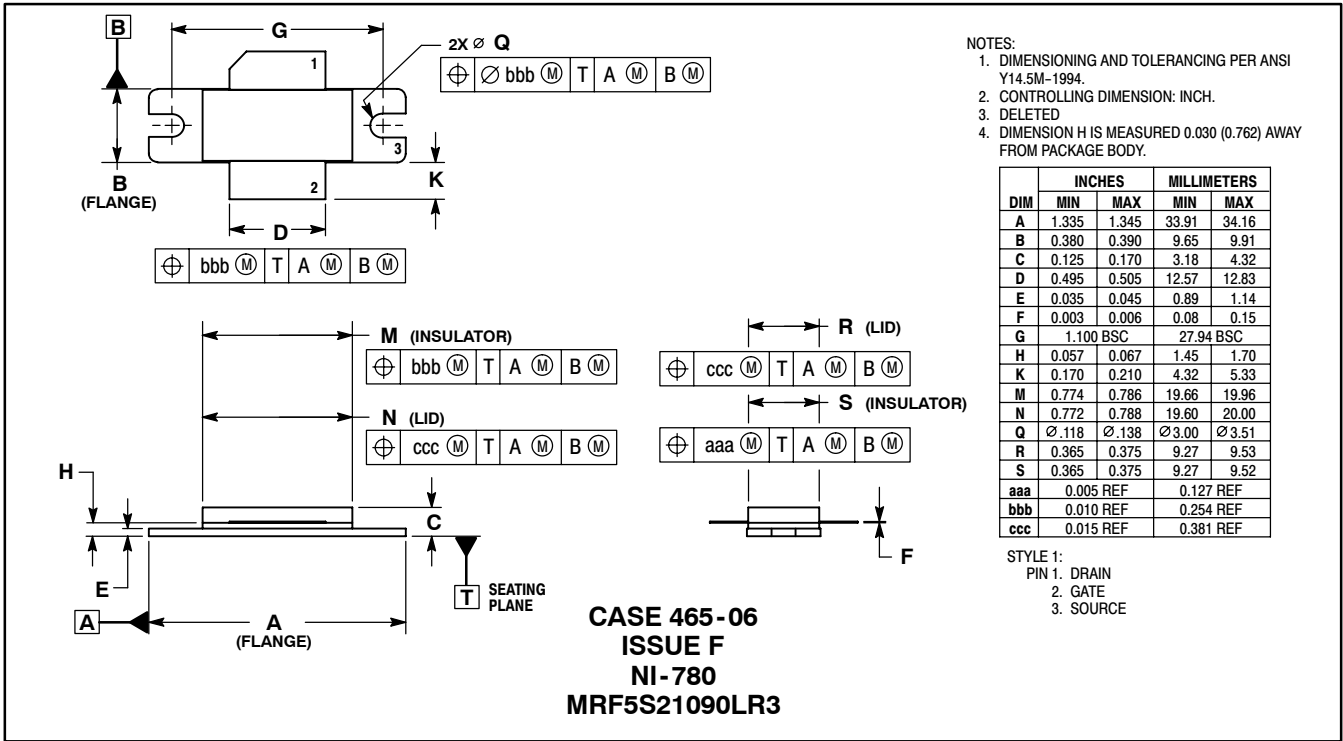 B
G
2X ⌀ Q
⌖ ⌀ bbb Ⓜ T A Ⓜ B Ⓜ
1
3
B
(FLANGE)
K
2
D
⌖ bbb Ⓜ T A Ⓜ B Ⓜ
M (INSULATOR)
⌖ bbb Ⓜ T A Ⓜ B Ⓜ
N (LID)
⌖ ccc Ⓜ T A Ⓜ B Ⓜ
R (LID)
⌖ ccc Ⓜ T A Ⓜ B Ⓜ
S (INSULATOR)
⌖ aaa Ⓜ T A Ⓜ B Ⓜ
H
C
E
F
T SEATING
PLANE
A
A
(FLANGE)
CASE 465-06
ISSUE F
NI-780
MRF5S21090LR3
NOTES:
1. DIMENSIONING AND TOLERANCING PER ANSI
Y14.5M-1994.
2. CONTROLLING DIMENSION: INCH.
3. DELETED
4. DIMENSION H IS MEASURED 0.030 (0.762) AWAY
FROM PACKAGE BODY.
INCHES MILLIMETERS
DIM MIN MAX MIN MAX
A 1.335 1.345 33.91 34.16
B 0.380 0.390 9.65 9.91
C 0.125 0.170 3.18 4.32
D 0.495 0.505 12.57 12.83
E 0.035 0.045 0.89 1.14
F 0.003 0.006 0.08 0.15
G 1.100 BSC 27.94 BSC
H 0.057 0.067 1.45 1.70
K 0.170 0.210 4.32 5.33
M 0.774 0.786 19.66 19.96
N 0.772 0.788 19.60 20.00
Q ⌀.118 ⌀.138 ⌀3.00 ⌀3.51
R 0.365 0.375 9.27 9.53
S 0.365 0.375 9.27 9.52
aaa 0.005 REF 0.127 REF
bbb 0.010 REF 0.254 REF
ccc 0.015 REF 0.381 REF
STYLE 1:
PIN 1. DRAIN
2. GATE
3. SOURCE